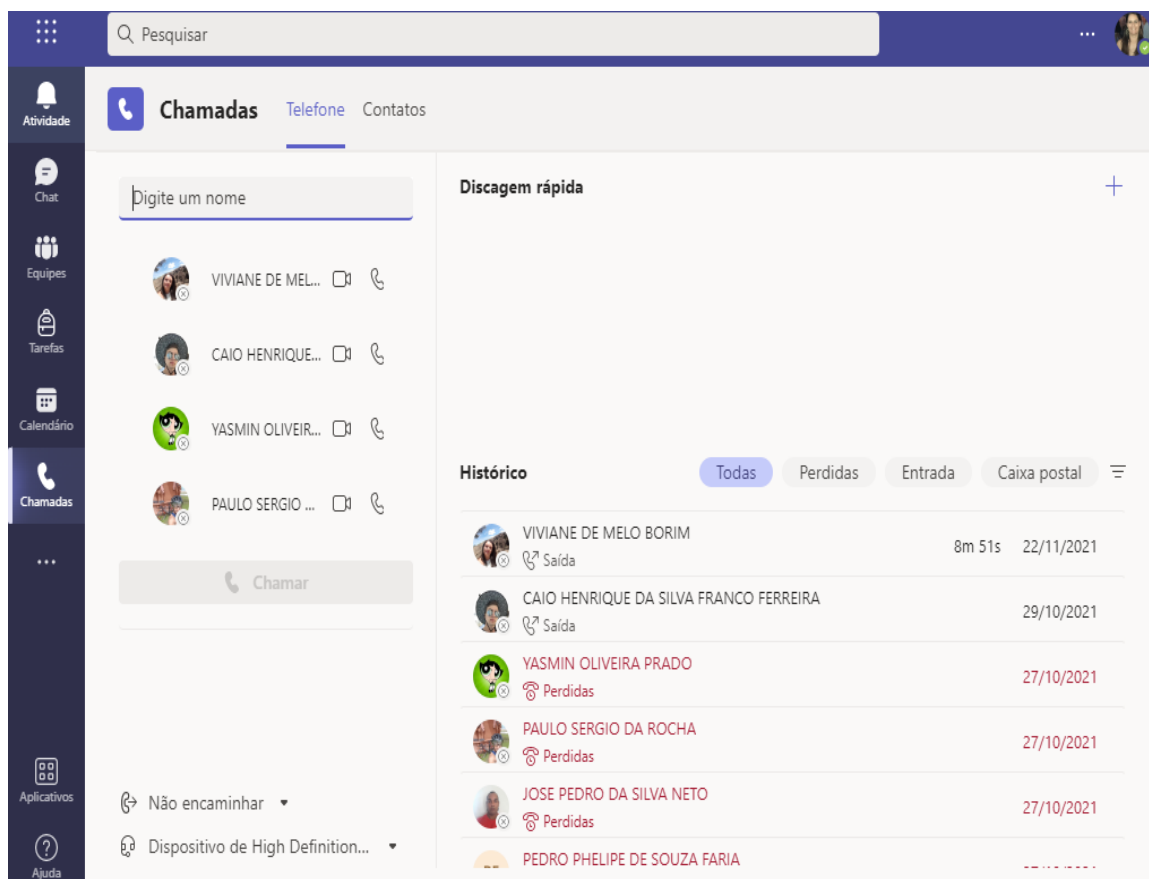 Pesquisar
Atividade
Chat
Equipes
Tarefas
Calendário
Chamadas
Aplicativos
Ajuda
Chamadas Telefone Contatos
Digite um nome
VIVIANE DE MEL...
CAIO HENRIQUE...
YASMIN OLIVEIR...
PAULO SERGIO ...
Chamar
Não encaminhar
Dispositivo de High Definition...
Discagem rápida
Histórico Todas Perdidas Entrada Caixa postal
VIVIANE DE MELO BORIM
Saída 8m 51s 22/11/2021
CAIO HENRIQUE DA SILVA FRANCO FERREIRA
Saída 29/10/2021
YASMIN OLIVEIRA PRADO
Perdidas 27/10/2021
PAULO SERGIO DA ROCHA
Perdidas 27/10/2021
JOSE PEDRO DA SILVA NETO
Perdidas 27/10/2021
PEDRO PHELIPE DE SOUZA FARIA